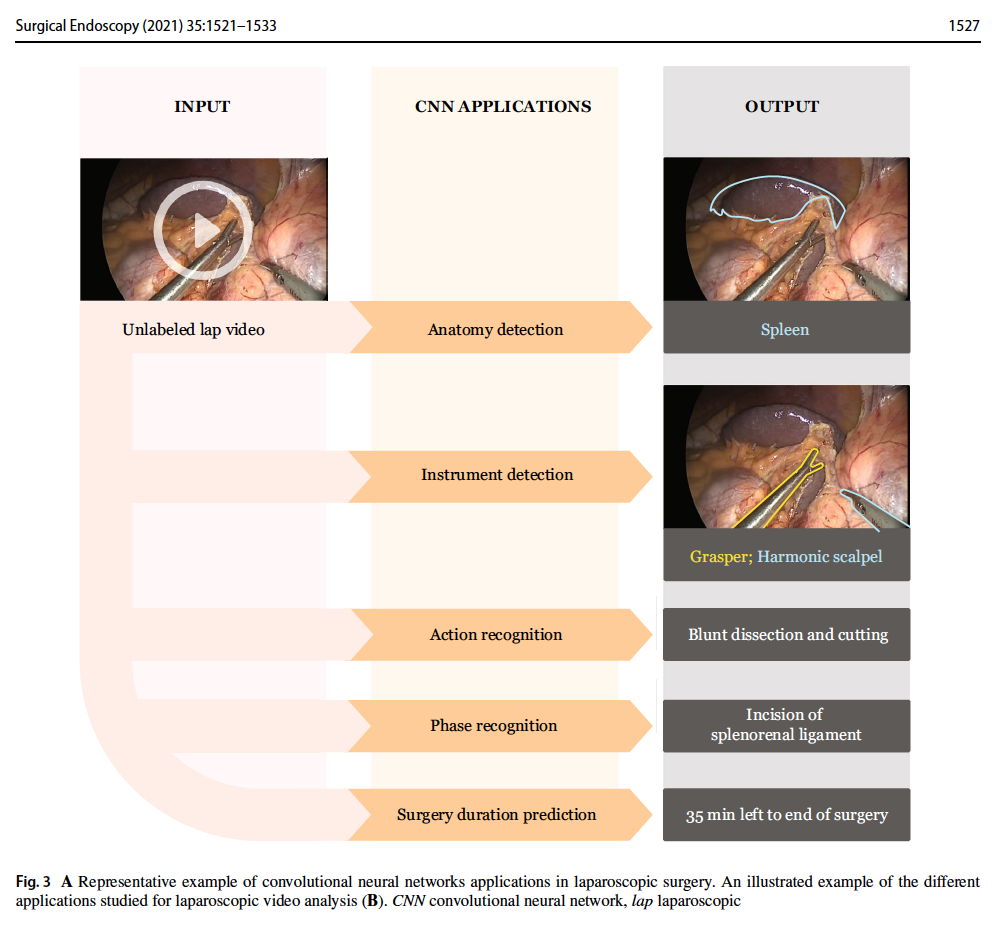 Surgical Endoscopy (2021) 35:1521–1533
1527
INPUT
CNN APPLICATIONS
OUTPUT
Unlabeled lap video
Anatomy detection
Spleen
Instrument detection
Grasper; Harmonic scalpel
Action recognition
Blunt dissection and cutting
Phase recognition
Incision of
splenorenal ligament
Surgery duration prediction
35 min left to end of surgery
Fig. 3 A Representative example of convolutional neural networks applications in laparoscopic surgery. An illustrated example of the different
applications studied for laparoscopic video analysis (B). CNN convolutional neural network, lap laparoscopic